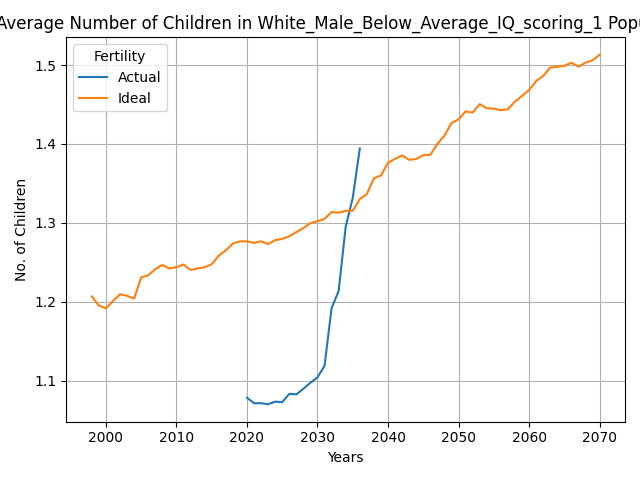 Average Number of Children in White_Male_Below_Average_IQ_scoring_1 Popu
Fertility
Actual
Ideal
No. of Children
1.5
1.4
1.3
1.2
1.1
2000 2010 2020 2030 2040 2050 2060 2070
Years